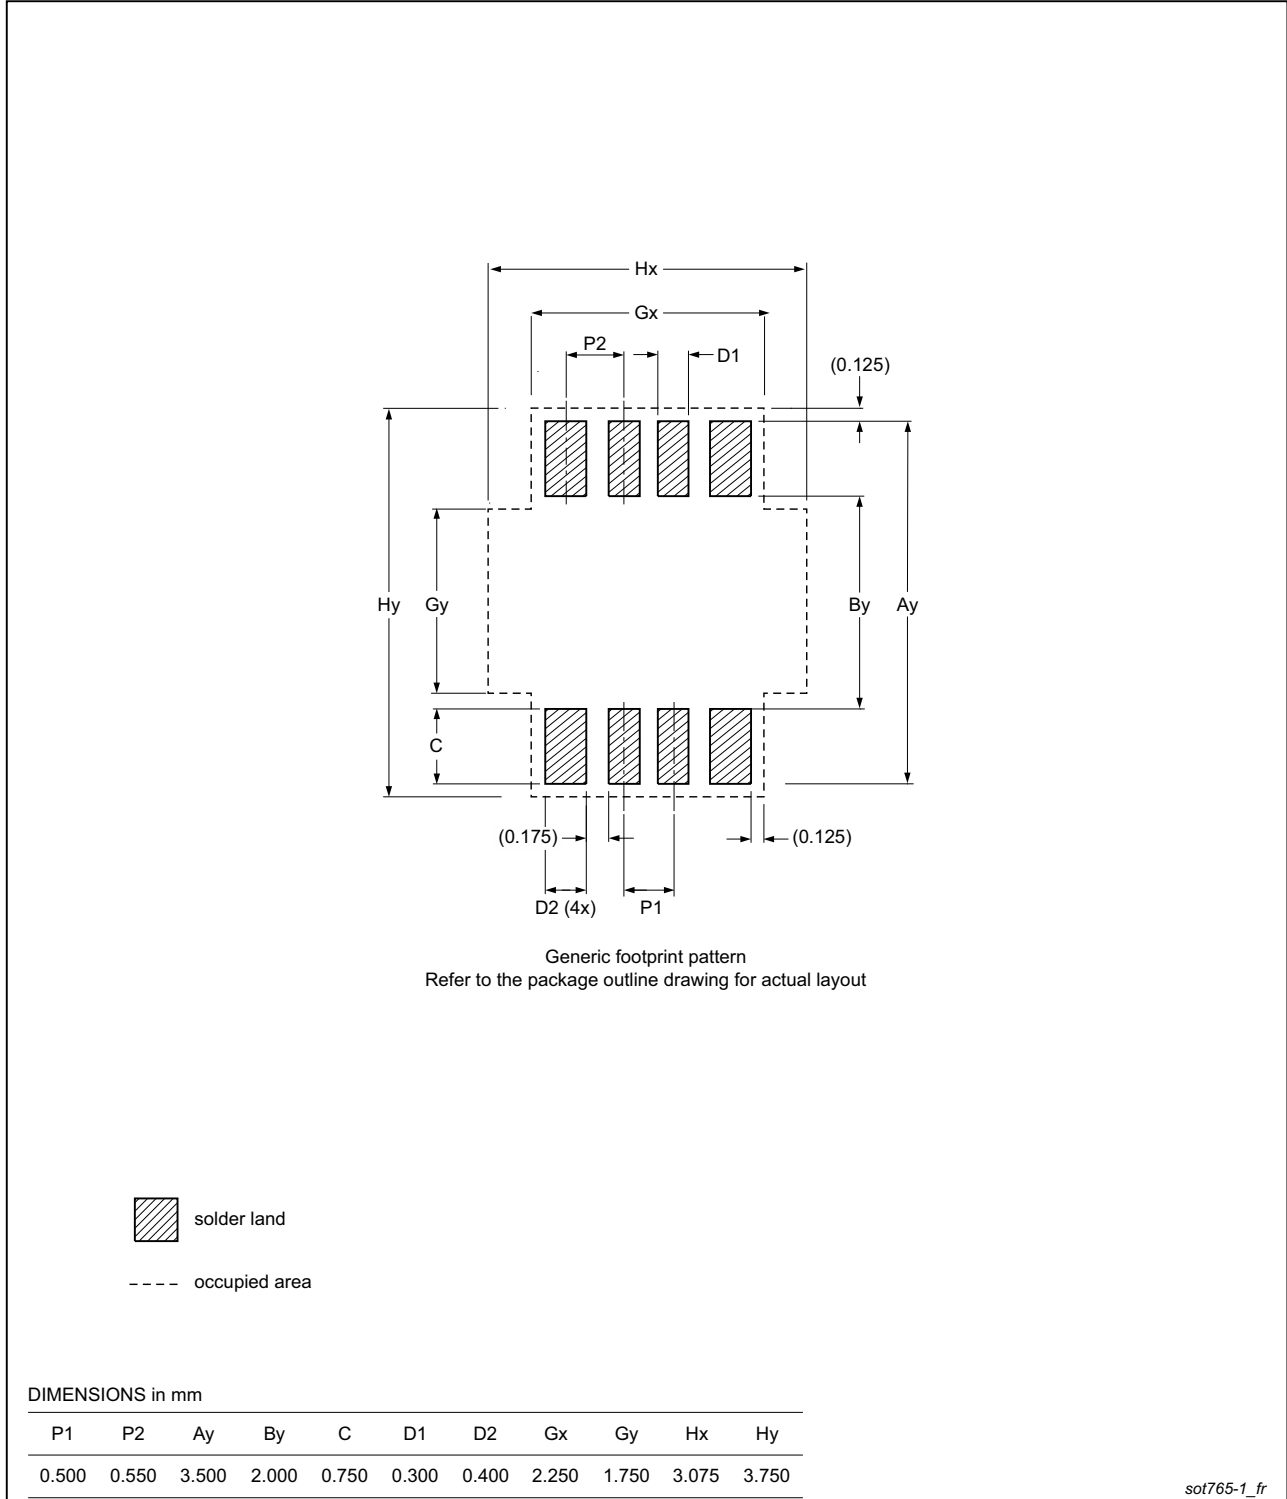 Hx
Gx
P2
D1
(0.125)
Hy
Gy
By
Ay
C
(0.175)
(0.125)
D2 (4x)
P1
Generic footprint pattern
Refer to the package outline drawing for actual layout
solder land
occupied area
DIMENSIONS in mm
P1 P2 Ay By C D1 D2 Gx Gy Hx Hy
0.500 0.550 3.500 2.000 0.750 0.300 0.400 2.250 1.750 3.075 3.750
sot765-1_fr